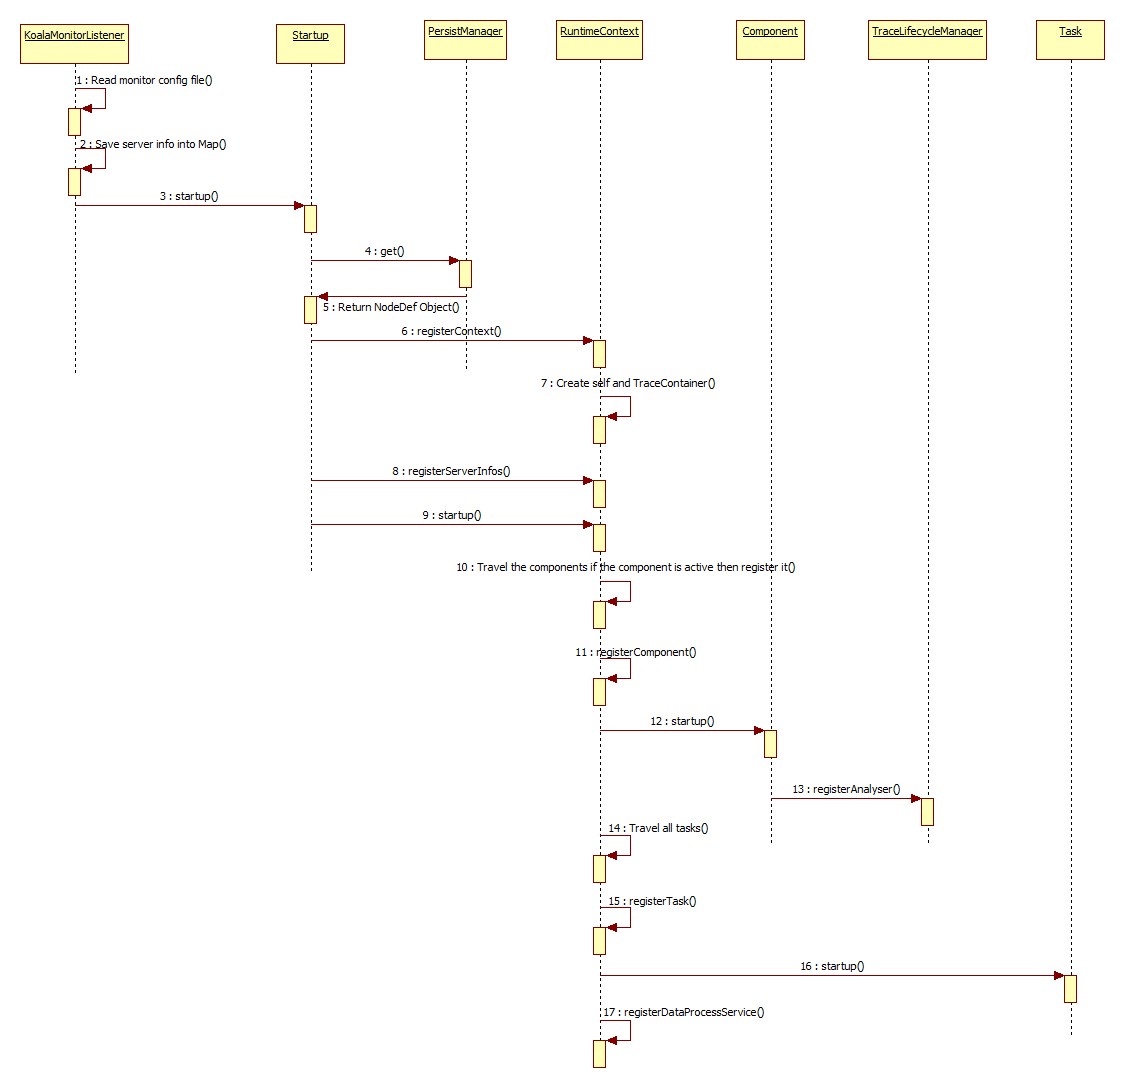 KoalaMonitorListener
Startup
PersistManager
RuntimeContext
Component
TraceLifecycleManager
Task
1 : Read monitor config file()
2 : Save server info into Map()
3 : startup()
4 : get()
5 : Return NodeDef Object()
6 : registerContext()
7 : Create self and TraceContainer()
8 : registerServerInfos()
9 : startup()
10 : Travel the components if the component is active then register it()
11 : registerComponent()
12 : startup()
13 : registerAnalyser()
14 : Travel all tasks()
15 : registerTask()
16 : startup()
17 : registerDataProcessService()